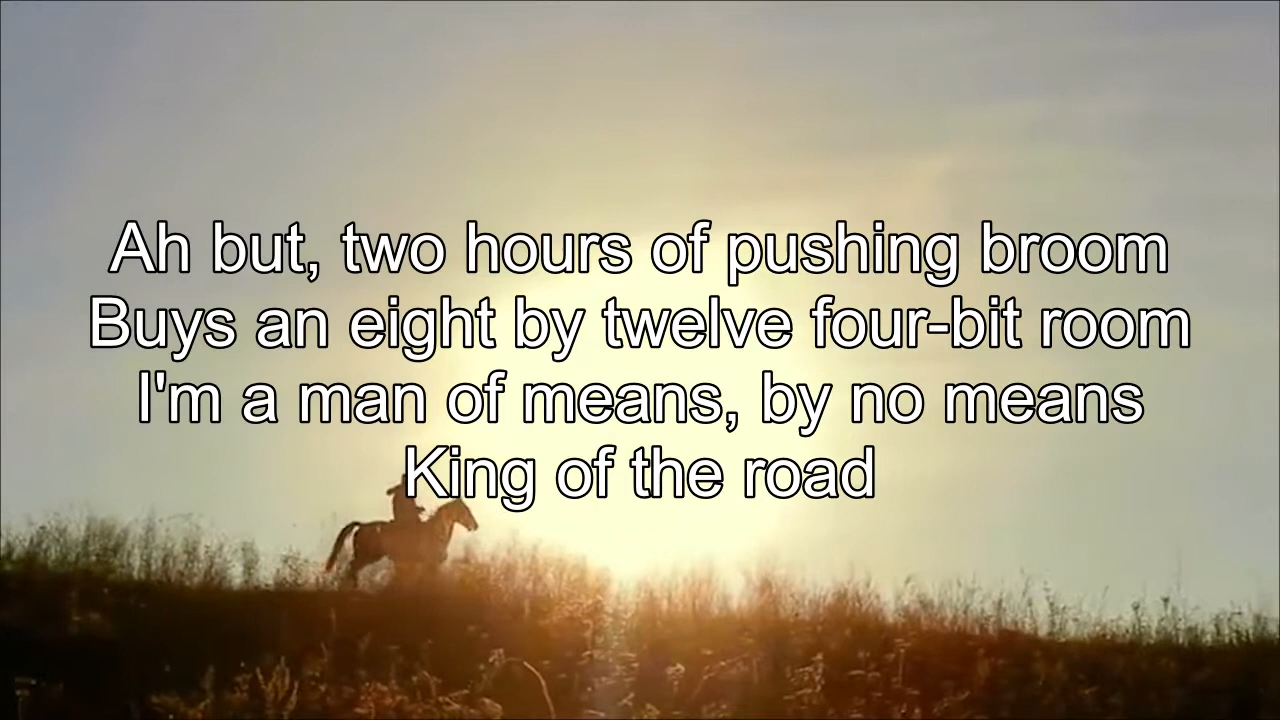 Ah but, two hours of pushing broom
Buys an eight by twelve four-bit room
I'm a man of means, by no means
King of the road